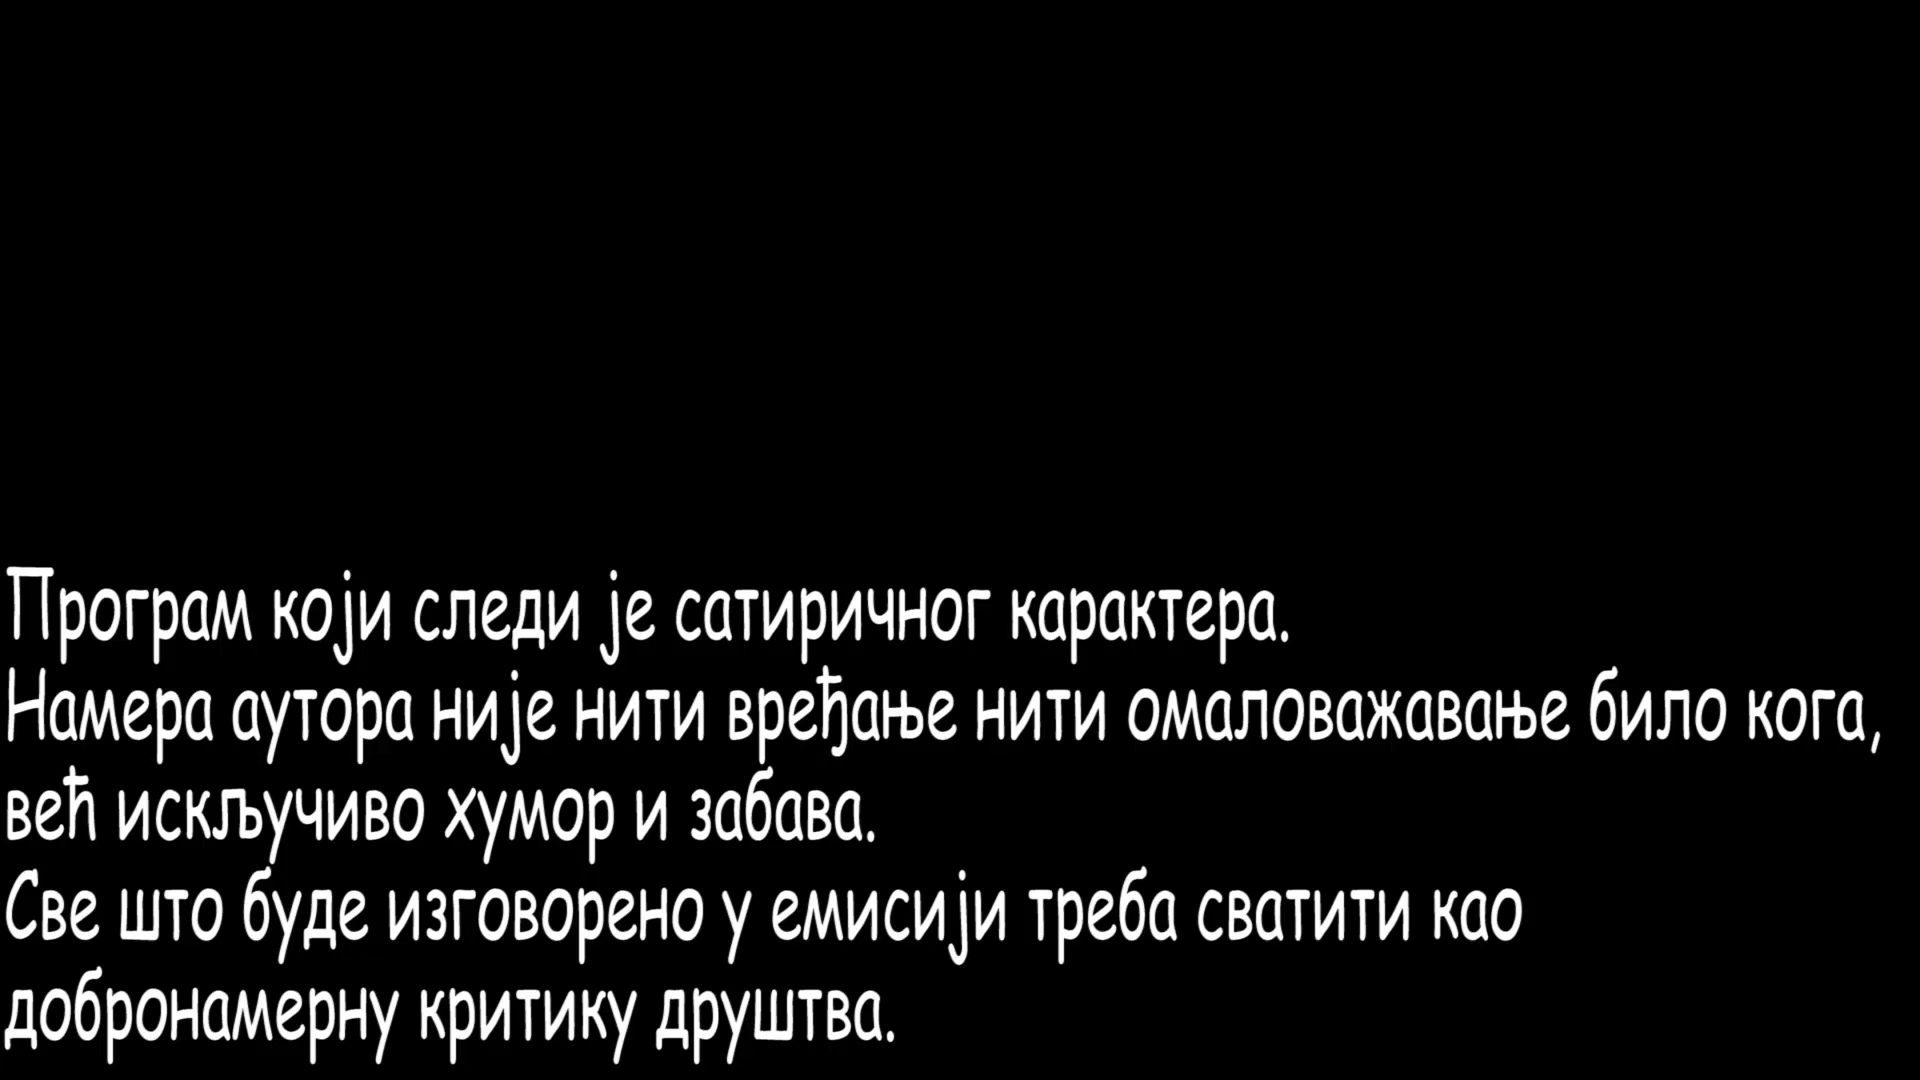 Програм који следи је сатиричног карактера.
Намера аутора није нити вређање нити омаловажавање било кога,
већ искључиво хумор и забава.
Све што буде изговорено у емисији треба сватити као
добронамерну критику друштва.